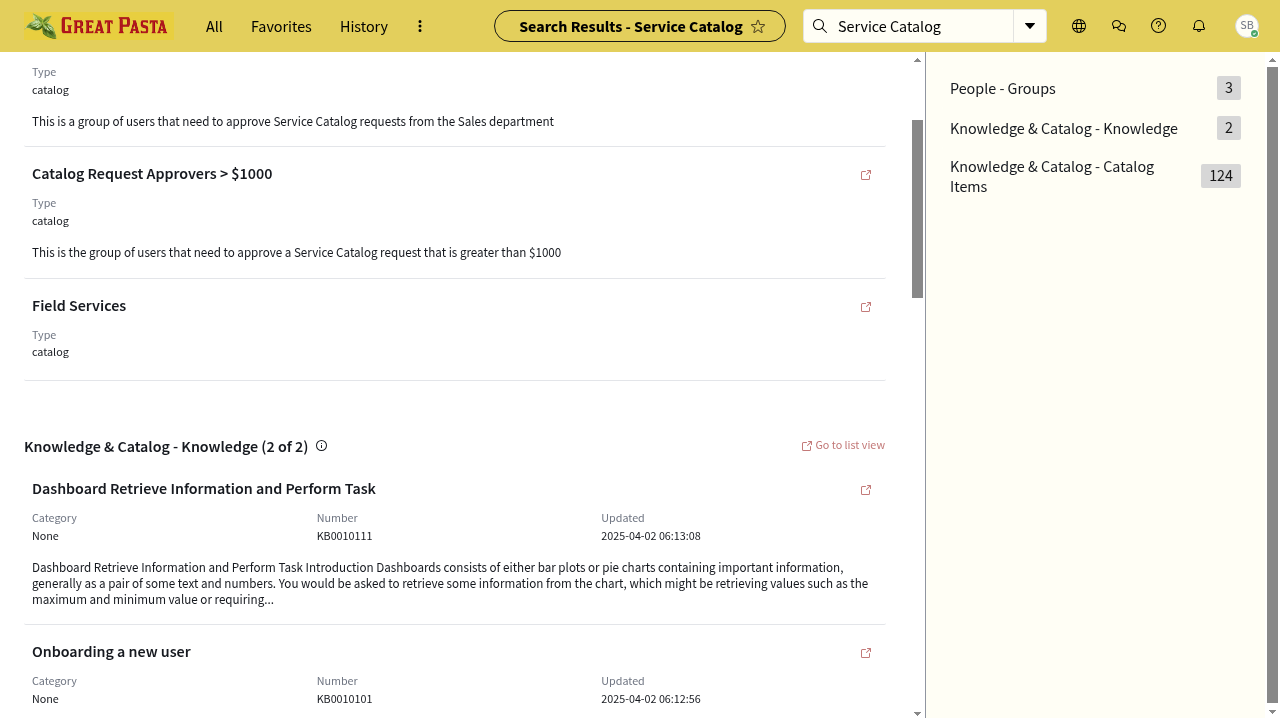 GREAT PASTA
All
Favorites
History
Search Results - Service Catalog
Service Catalog
SB
Type
catalog
This is a group of users that need to approve Service Catalog requests from the Sales department
Catalog Request Approvers > $1000
Type
catalog
This is the group of users that need to approve a Service Catalog request that is greater than $1000
Field Services
Type
catalog
Knowledge & Catalog - Knowledge (2 of 2)
Go to list view
Dashboard Retrieve Information and Perform Task
Category Number Updated
None KB0010111 2025-04-02 06:13:08
Dashboard Retrieve Information and Perform Task Introduction Dashboards consists of either bar plots or pie charts containing important information,
generally as a pair of some text and numbers. You would be asked to retrieve some information from the chart, which might be retrieving values such as the
maximum and minimum value or requiring...
Onboarding a new user
Category Number Updated
None KB0010101 2025-04-02 06:12:56
People - Groups 3
Knowledge & Catalog - Knowledge 2
Knowledge & Catalog - Catalog
Items 124